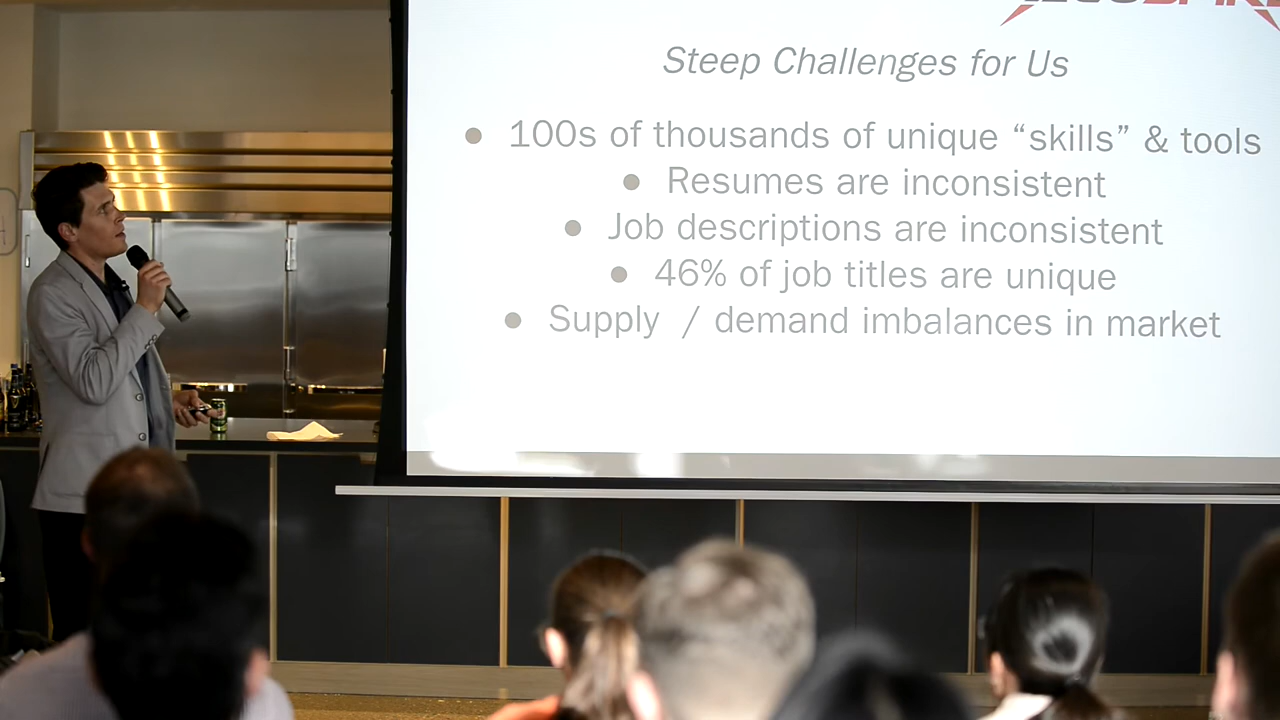 Steep Challenges for Us
● 100s of thousands of unique “skills” & tools
● Resumes are inconsistent
● Job descriptions are inconsistent
● 46% of job titles are unique
● Supply / demand imbalances in market